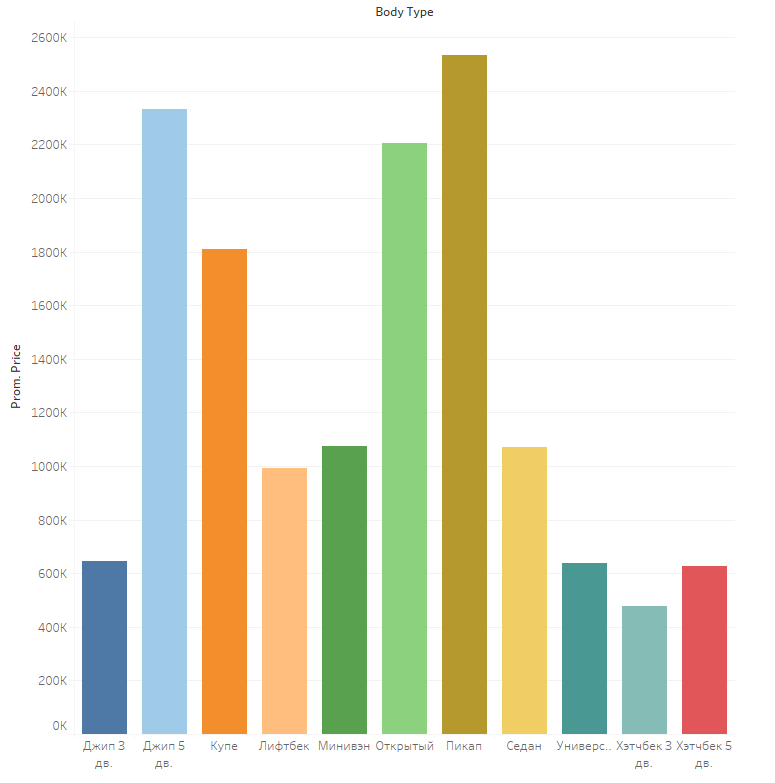 Body Type
2600K
2400K
2200K
2000K
1800K
1600K
1400K
1200K
1000K
800K
600K
400K
200K
0K
Prom. Price
Джип 3 дв.
Джип 5 дв.
Купе
Лифтбек
Минивэн
Открытый
Пикап
Седан
Универс..
Хэтчбек 3 дв.
Хэтчбек 5 дв.